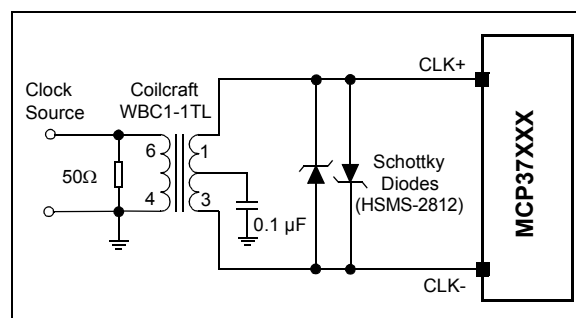 Clock
Source
Coilcraft
WBC1-1TL
50Ω
6
4
1
3
0.1 µF
Schottky
Diodes
(HSMS-2812)
CLK+
CLK-
MCP37XXX